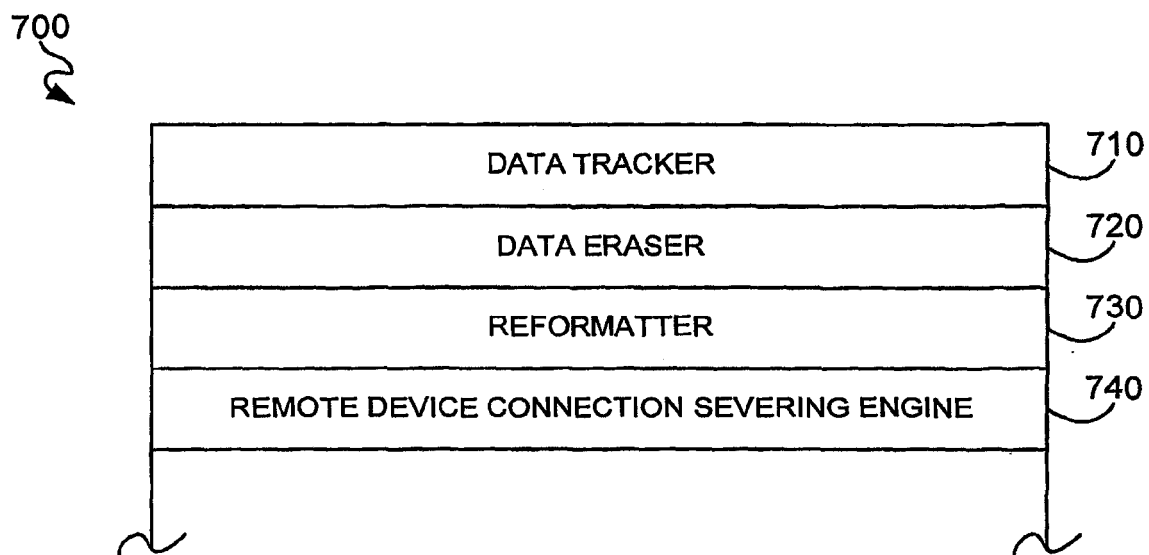 700
DATA TRACKER 710
DATA ERASER 720
REFORMATTER 730
REMOTE DEVICE CONNECTION SEVERING ENGINE 740